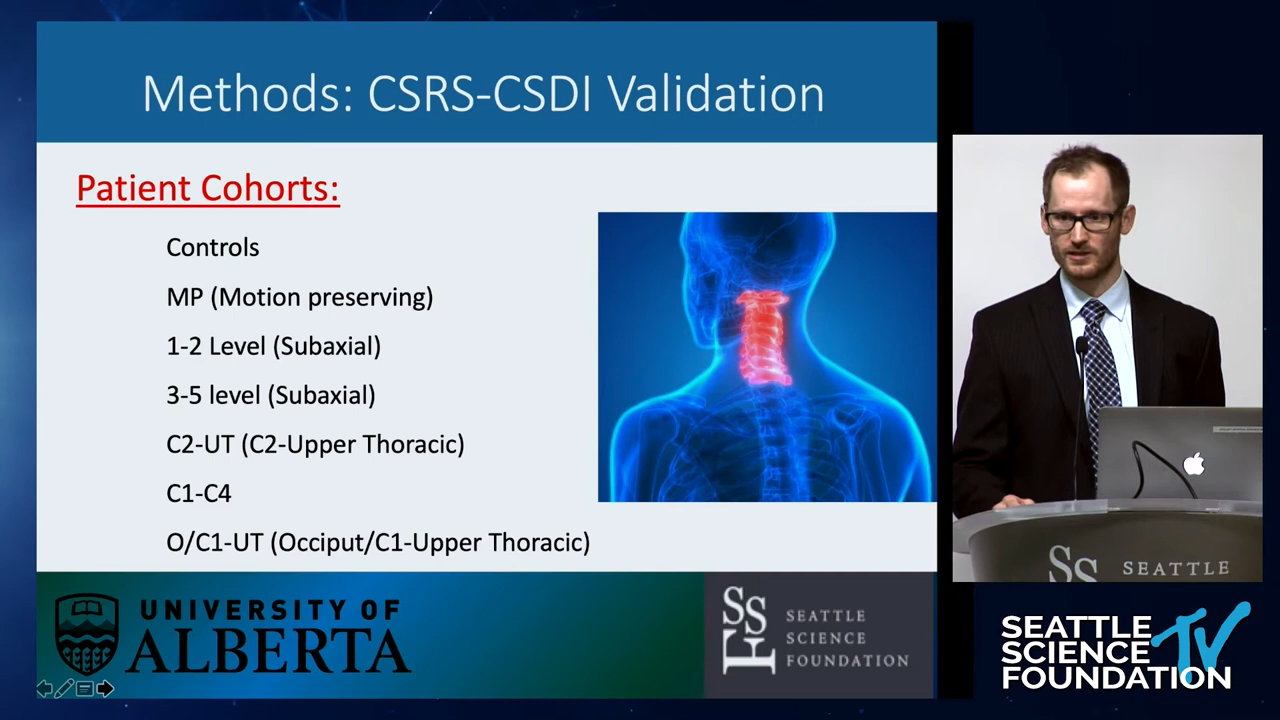 Methods: CSRS-CSDI Validation
Patient Cohorts:
Controls
MP (Motion preserving)
1-2 Level (Subaxial)
3-5 level (Subaxial)
C2-UT (C2-Upper Thoracic)
C1-C4
O/C1-UT (Occiput/C1-Upper Thoracic)
UNIVERSITY OF
ALBERTA
SSF
SEATTLE
SCIENCE
FOUNDATION
SS
SEATTLE
SEATTLE
SCIENCE TV
FOUNDATION